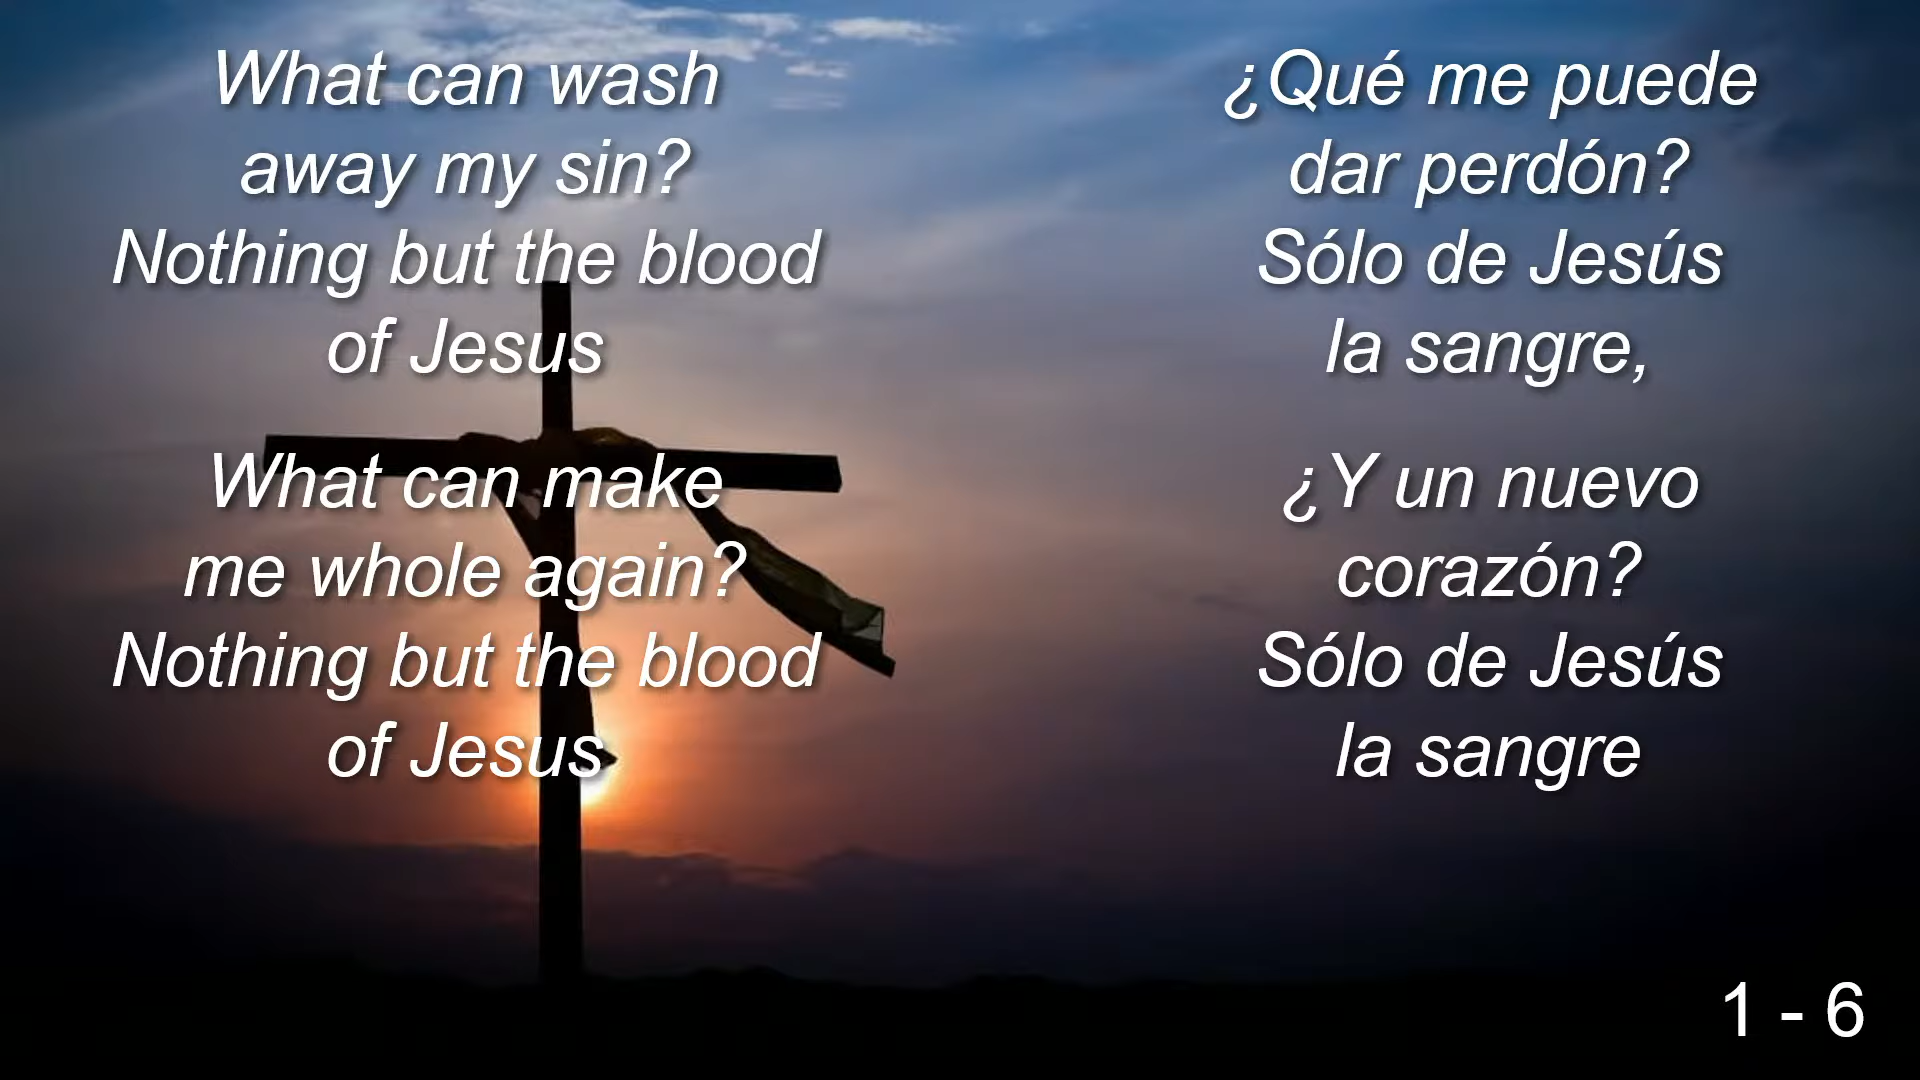 What can wash
away my sin?
Nothing but the blood
of Jesus
What can make
me whole again?
Nothing but the blood
of Jesus
¿Qué me puede
dar perdón?
Sólo de Jesús
la sangre,
¿Y un nuevo
corazón?
Sólo de Jesús
la sangre
1 - 6